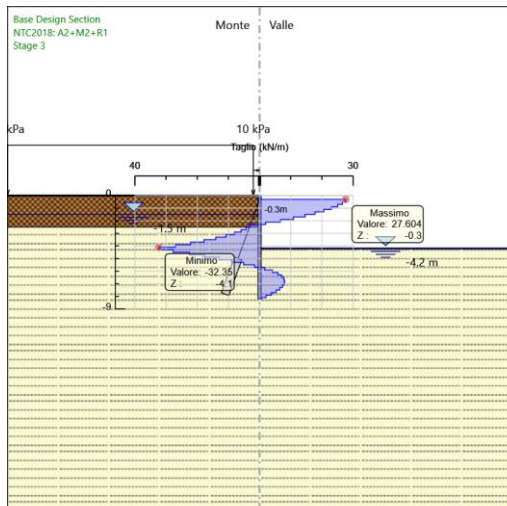 Base Design Section
NTC2018: A2+M2+R1
Stage 3
Monte
Valle
kPa
10 kPa
Taglio (kN/m)
40
0
30
0
-0.3m
Massimo
Valore: 27.604
Z : -0.3
-1.5 m
-4.2 m
Minimo
Valore: -32.35
Z : -4.1
-9